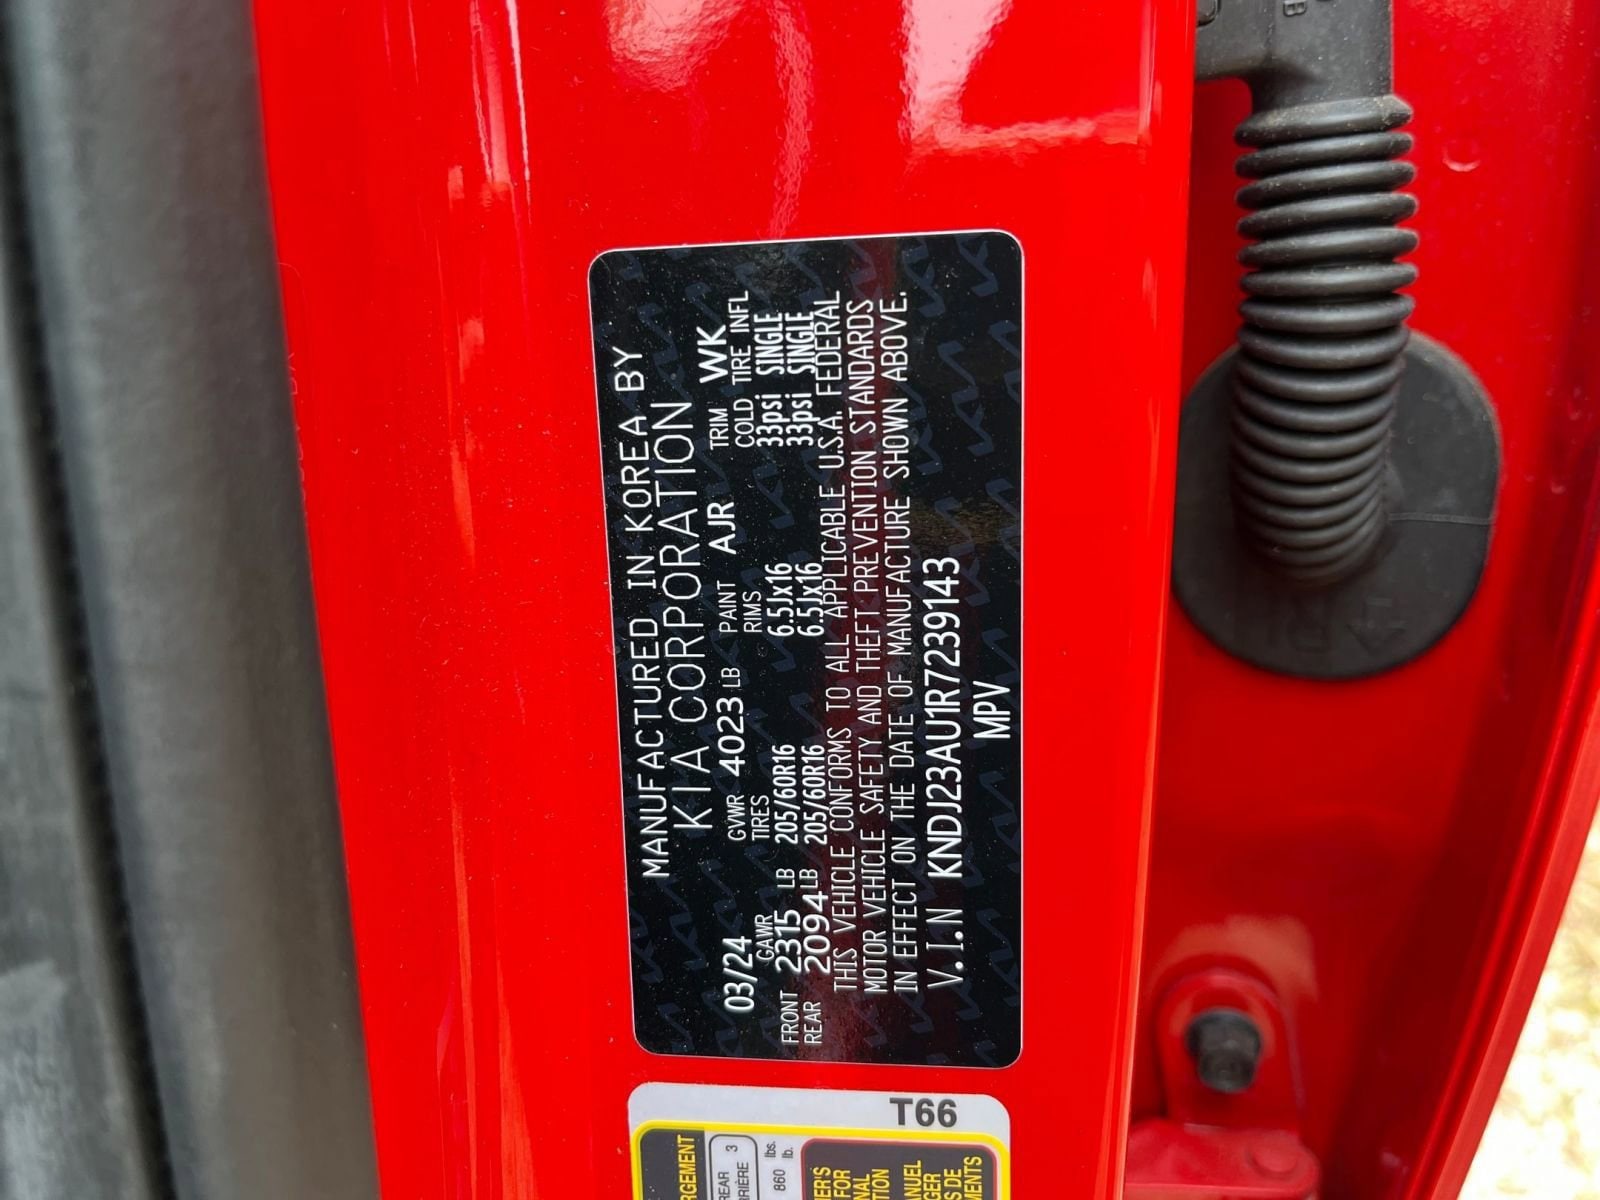 MANUFACTURED IN KOREA BY
KIA CORPORATION
03/24 GVWR 4023 LB PAINT AJR TRIM WK
GAWR TIRES RIMS COLD TIRE INFL
FRONT 2315 LB 205/60R16 6.5Jx16 33psi SINGLE
REAR 2094 LB 205/60R16 6.5Jx16 33psi SINGLE
THIS VEHICLE CONFORMS TO ALL APPLICABLE U.S.A. FEDERAL
MOTOR VEHICLE SAFETY AND THEFT PREVENTION STANDARDS
IN EFFECT ON THE DATE OF MANUFACTURE SHOWN ABOVE.
V.I.N KNDJ23AU1R7239143
MPV
T66
3
860 lbs.
lb.